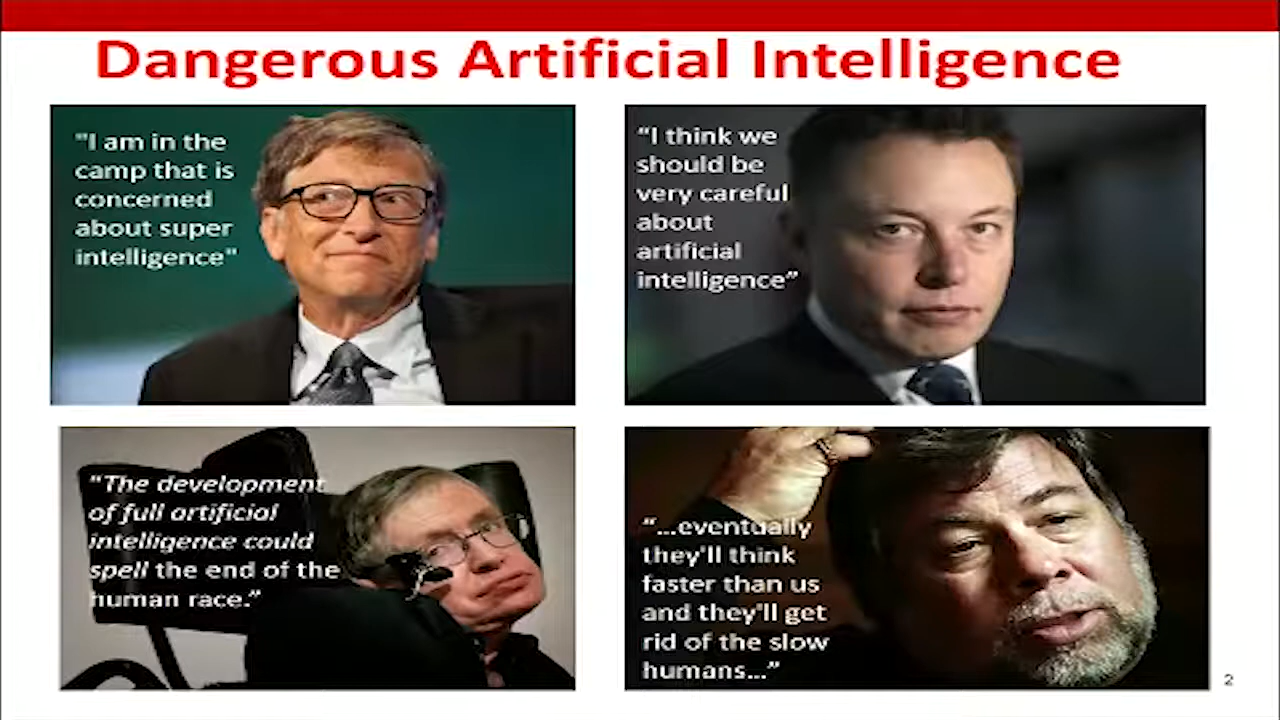 Dangerous Artificial Intelligence
"I am in the
camp that is
concerned
about super
intelligence"
“I think we
should be
very careful
about
artificial
intelligence”
“The development
of full artificial
intelligence could
spell the end of the
human race.”
“...eventually
they'll think
faster than us
and they'll get
rid of the slow
humans...”
2